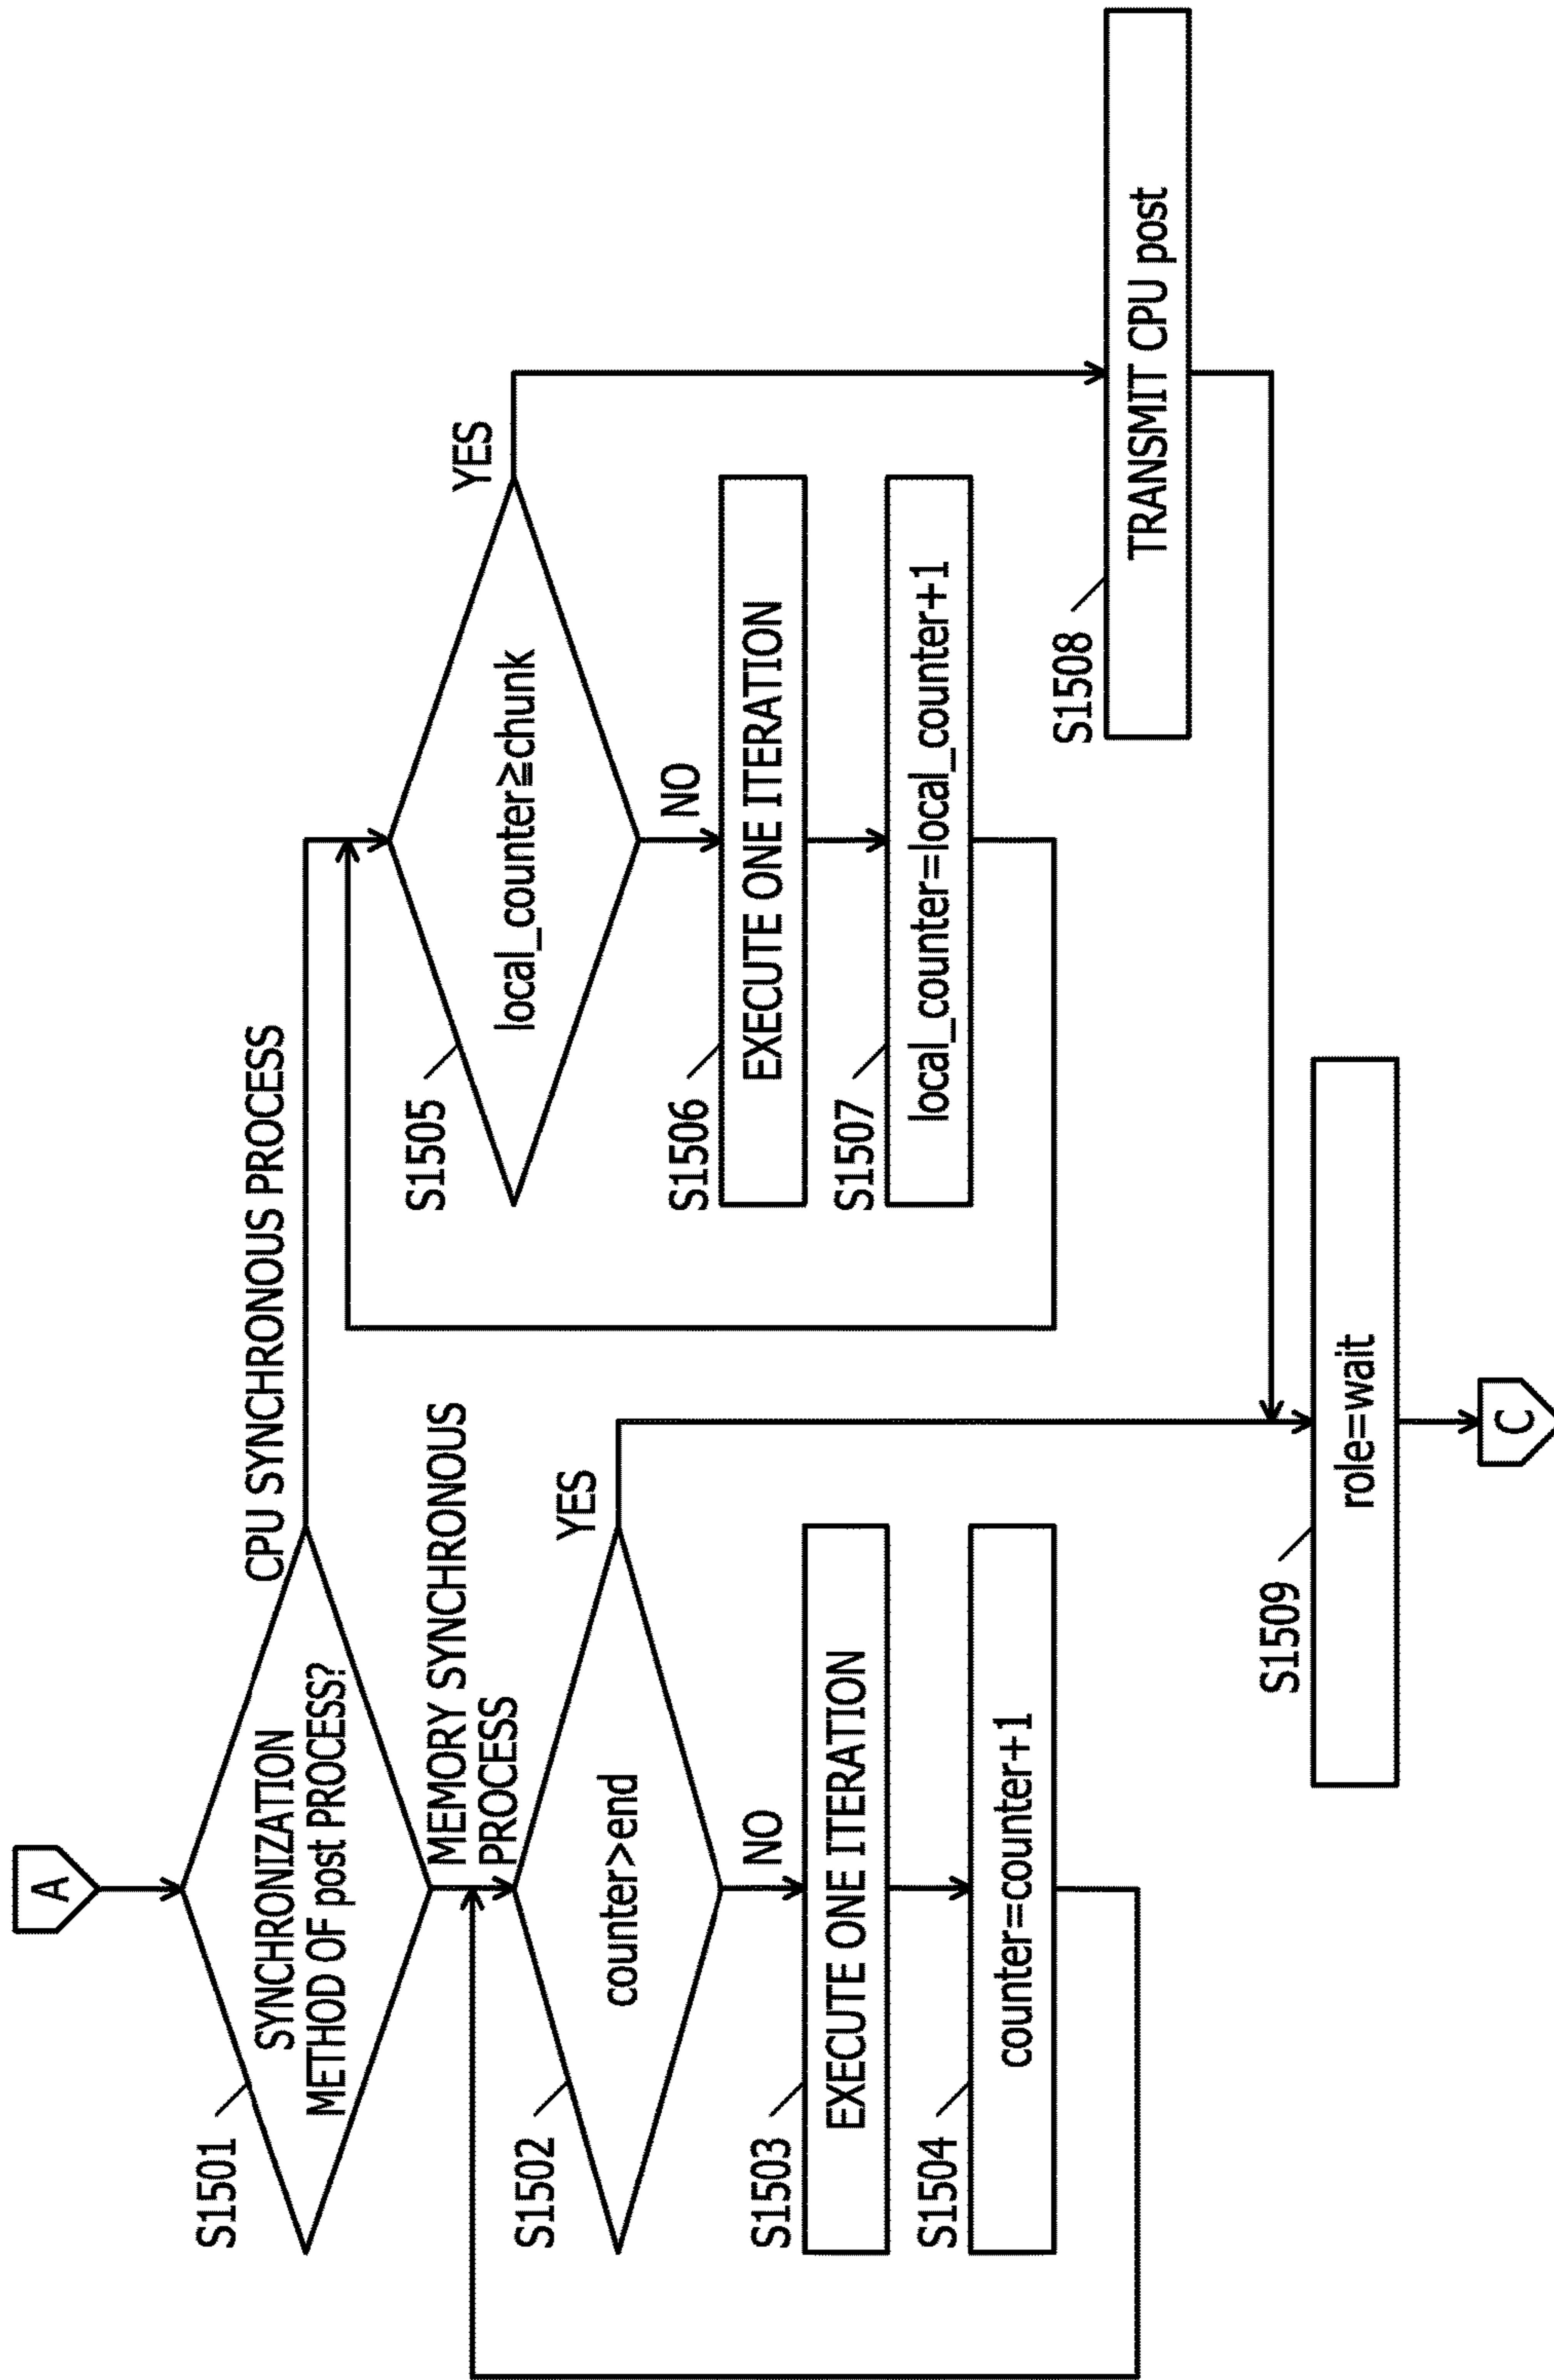 A
S1501
SYNCHRONIZATION
METHOD OF post PROCESS?
CPU SYNCHRONOUS PROCESS
MEMORY SYNCHRONOUS
PROCESS
S1502
counter>end
YES
NO
S1503
EXECUTE ONE ITERATION
S1504
counter=counter+1
S1505
local_counter≧chunk
YES
NO
S1506
EXECUTE ONE ITERATION
S1507
local_counter=local_counter+1
S1508
TRANSMIT CPU post
S1509
role=wait
C